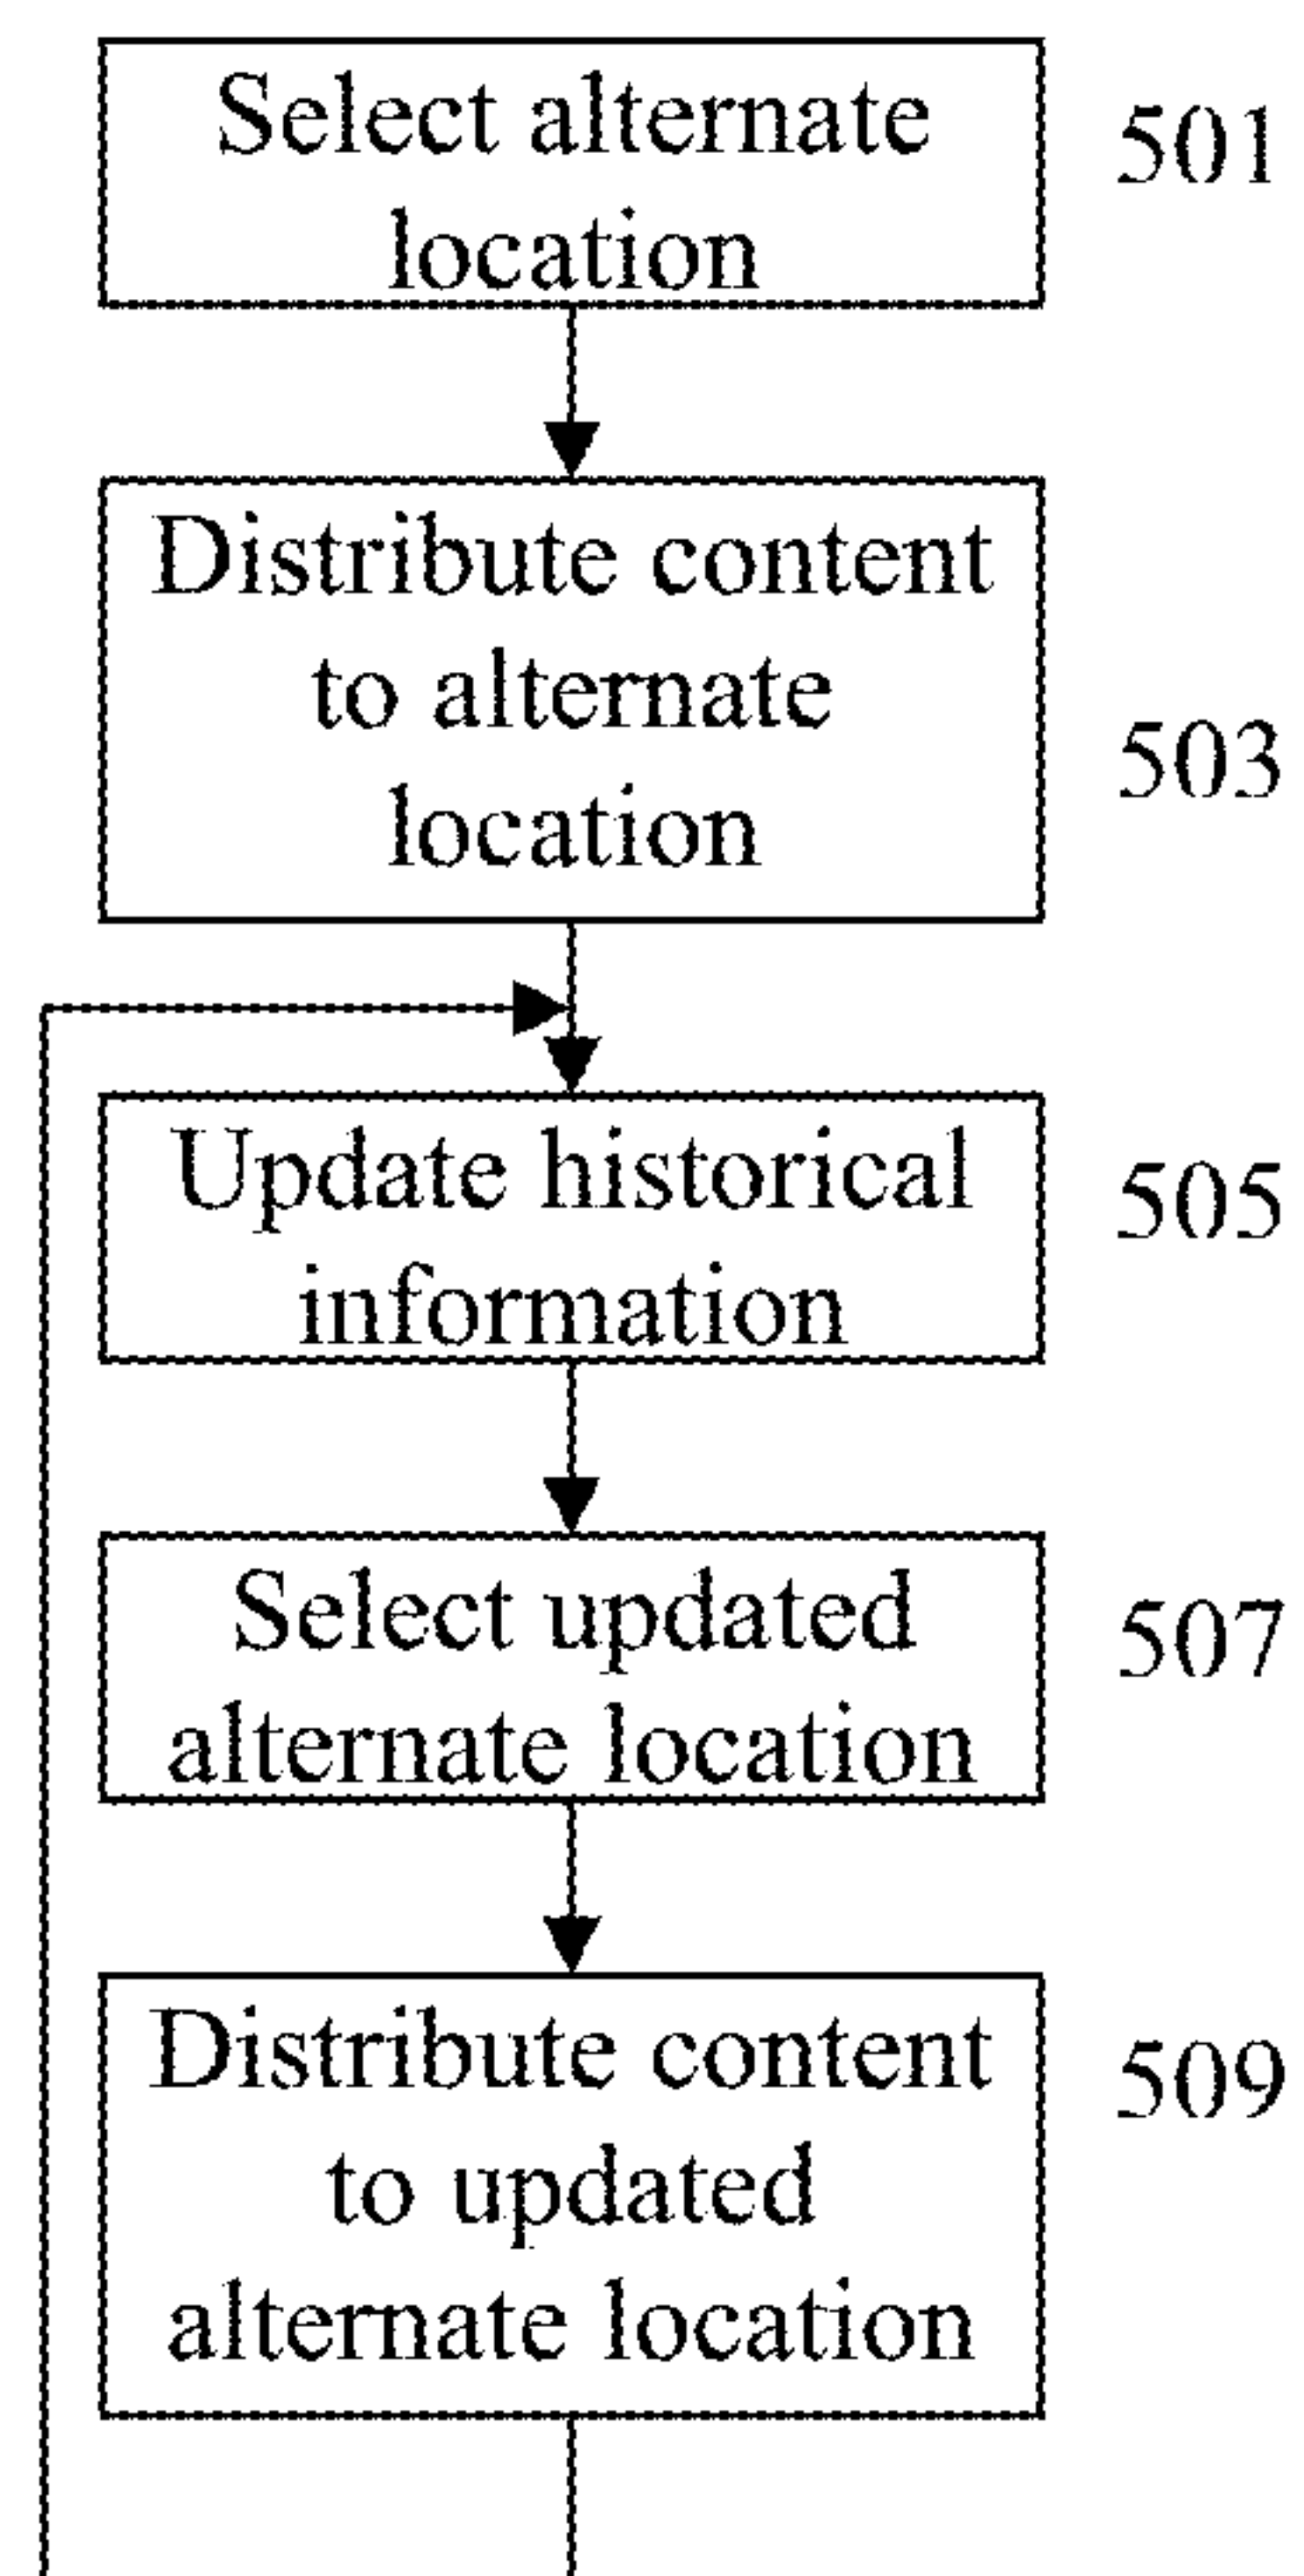 Select alternate
location
501
Distribute content
to alternate
location
503
Update historical
information
505
Select updated
alternate location
507
Distribute content
to updated
alternate location
509